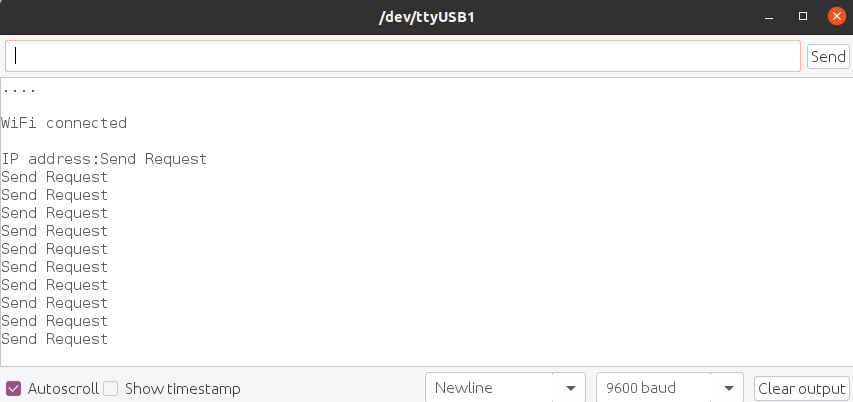 /dev/ttyUSB1
Send
....
WiFi connected
IP address:Send Request
Send Request
Send Request
Send Request
Send Request
Send Request
Send Request
Send Request
Send Request
Send Request
Send Request
Autoscroll Show timestamp Newline 9600 baud Clear output